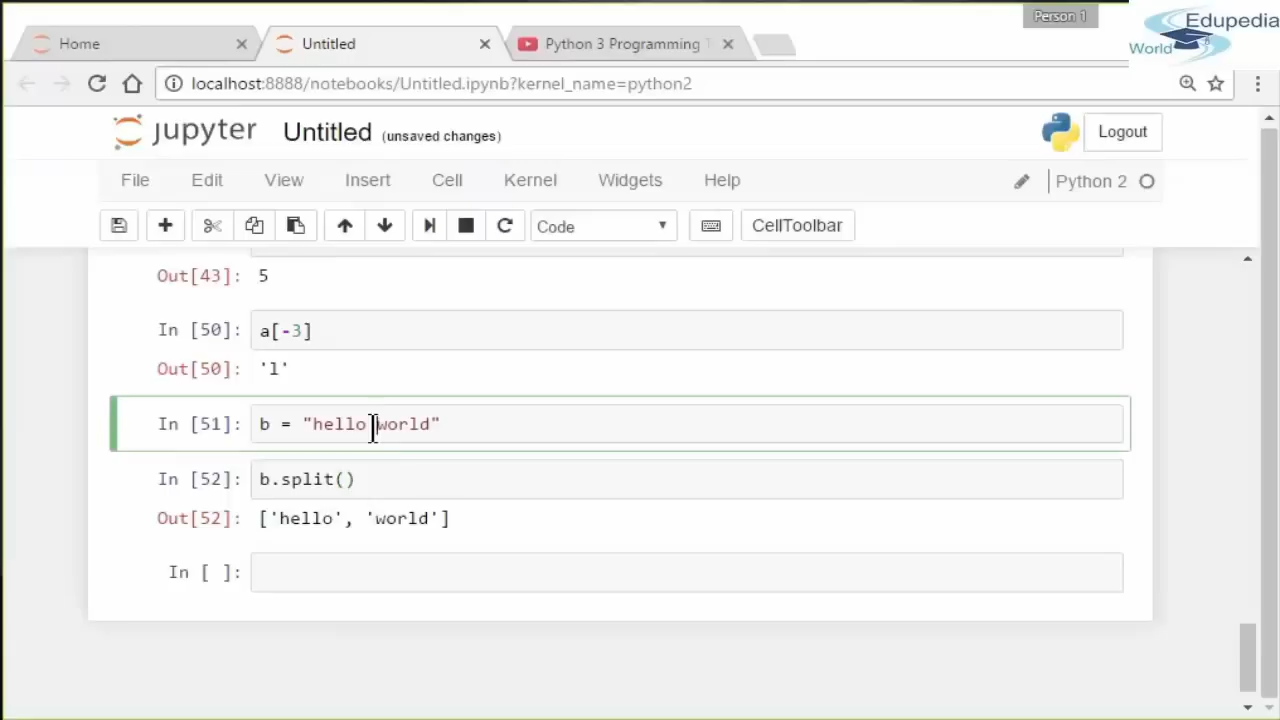 Person 1
Edupedia
World
Home
Untitled
Python 3 Programming T
localhost:8888/notebooks/Untitled.ipynb?kernel_name=python2
jupyter Untitled (unsaved changes)
Logout
File Edit View Insert Cell Kernel Widgets Help
Python 2
Code
CellToolbar
Out[43]: 5
In [50]: a[-3]
Out[50]: 'l'
In [51]: b = "hello world"
In [52]: b.split()
Out[52]: ['hello', 'world']
In [ ]: